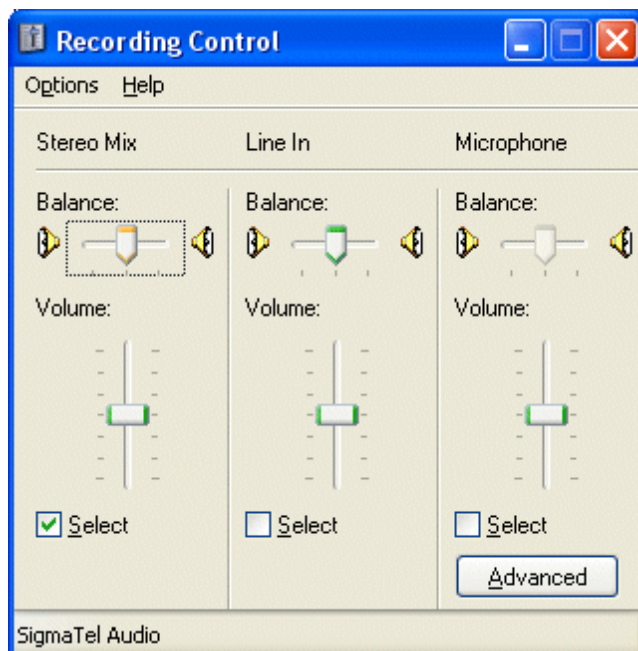 Recording Control
Options Help
Stereo Mix Line In Microphone
Balance: Balance: Balance:
Volume: Volume: Volume:
Select Select Select
Advanced
SigmaTel Audio